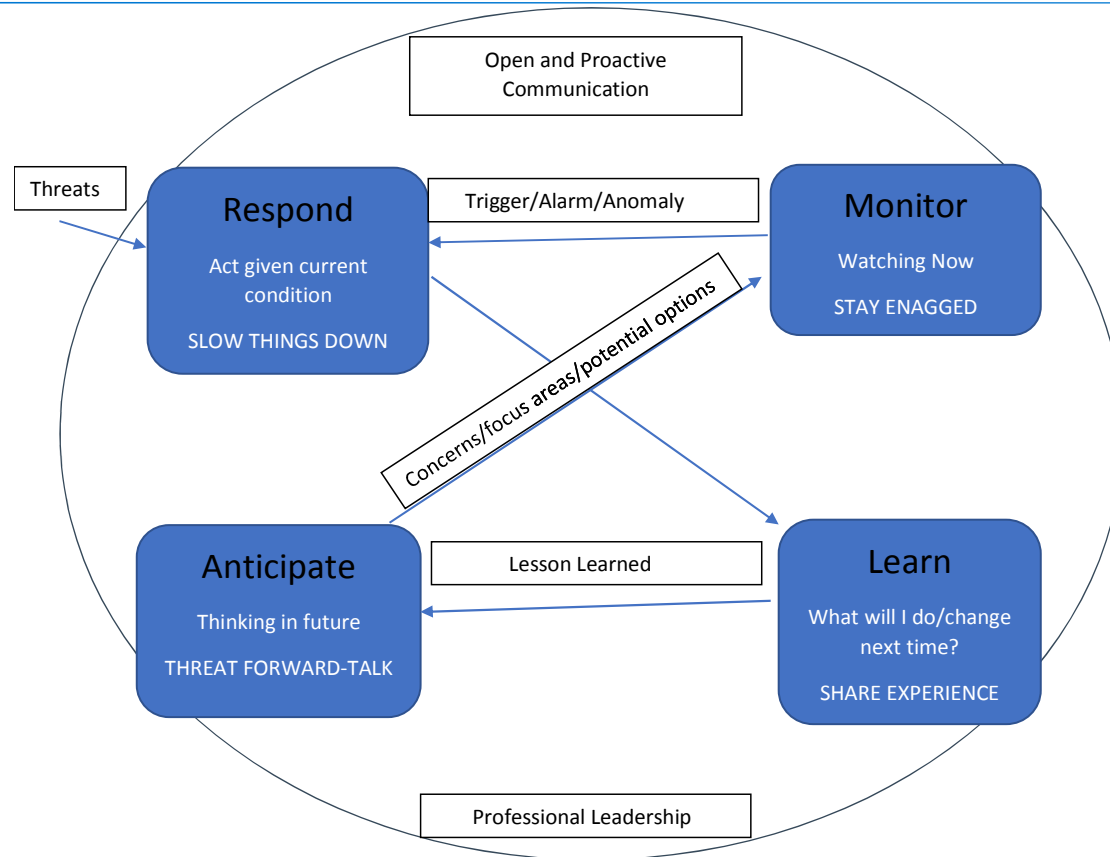 Open and Proactive
Communication
Threats
Respond
Act given current
condition
SLOW THINGS DOWN
Trigger/Alarm/Anomaly
Monitor
Watching Now
STAY ENAGGED
Concerns/focus areas/potential options
Anticipate
Thinking in future
THREAT FORWARD-TALK
Lesson Learned
Learn
What will I do/change
next time?
SHARE EXPERIENCE
Professional Leadership